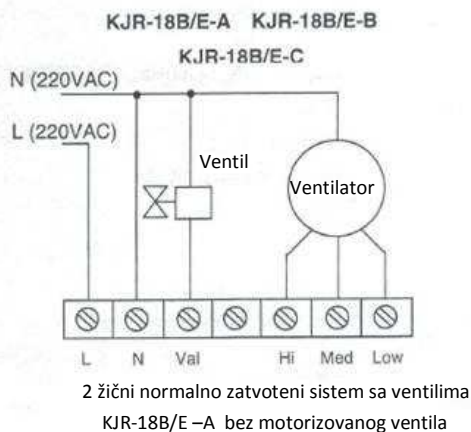 KJR-18B/E-A KJR-18B/E-B
KJR-18B/E-C
N (220VAC)
L (220VAC)
Ventil
Ventilator
L N Val Hi Med Low
2 žični normalno zatvoteni sistem sa ventilima
KJR-18B/E –A bez motorizovanog ventila